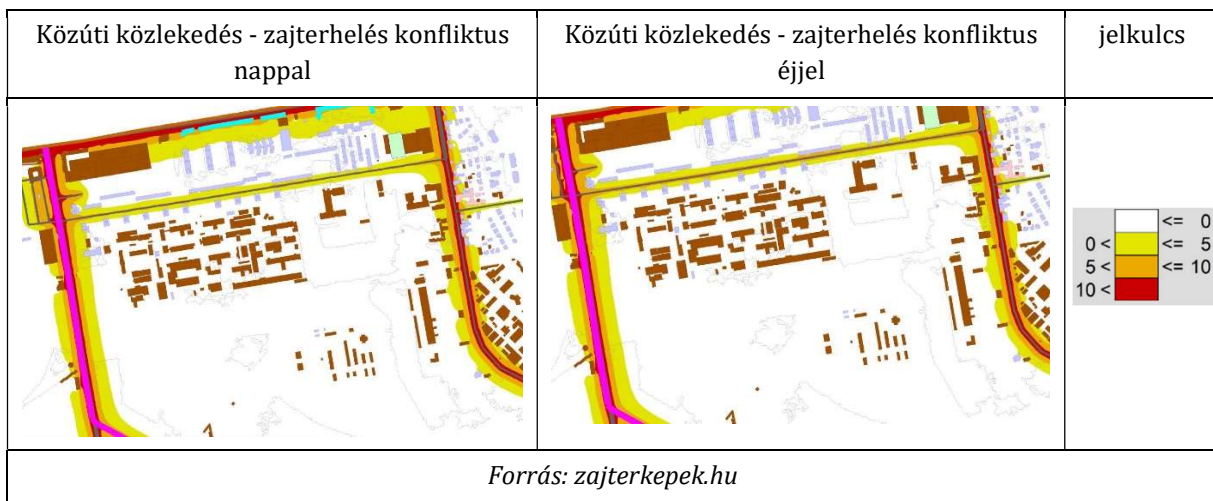 Közúti közlekedés - zajterhelés konfliktus
nappal
Közúti közlekedés - zajterhelés konfliktus
éjjel
jelkulcs
<= 0
0 < <= 5
5 < <= 10
10 <
Forrás: zajterkepek.hu